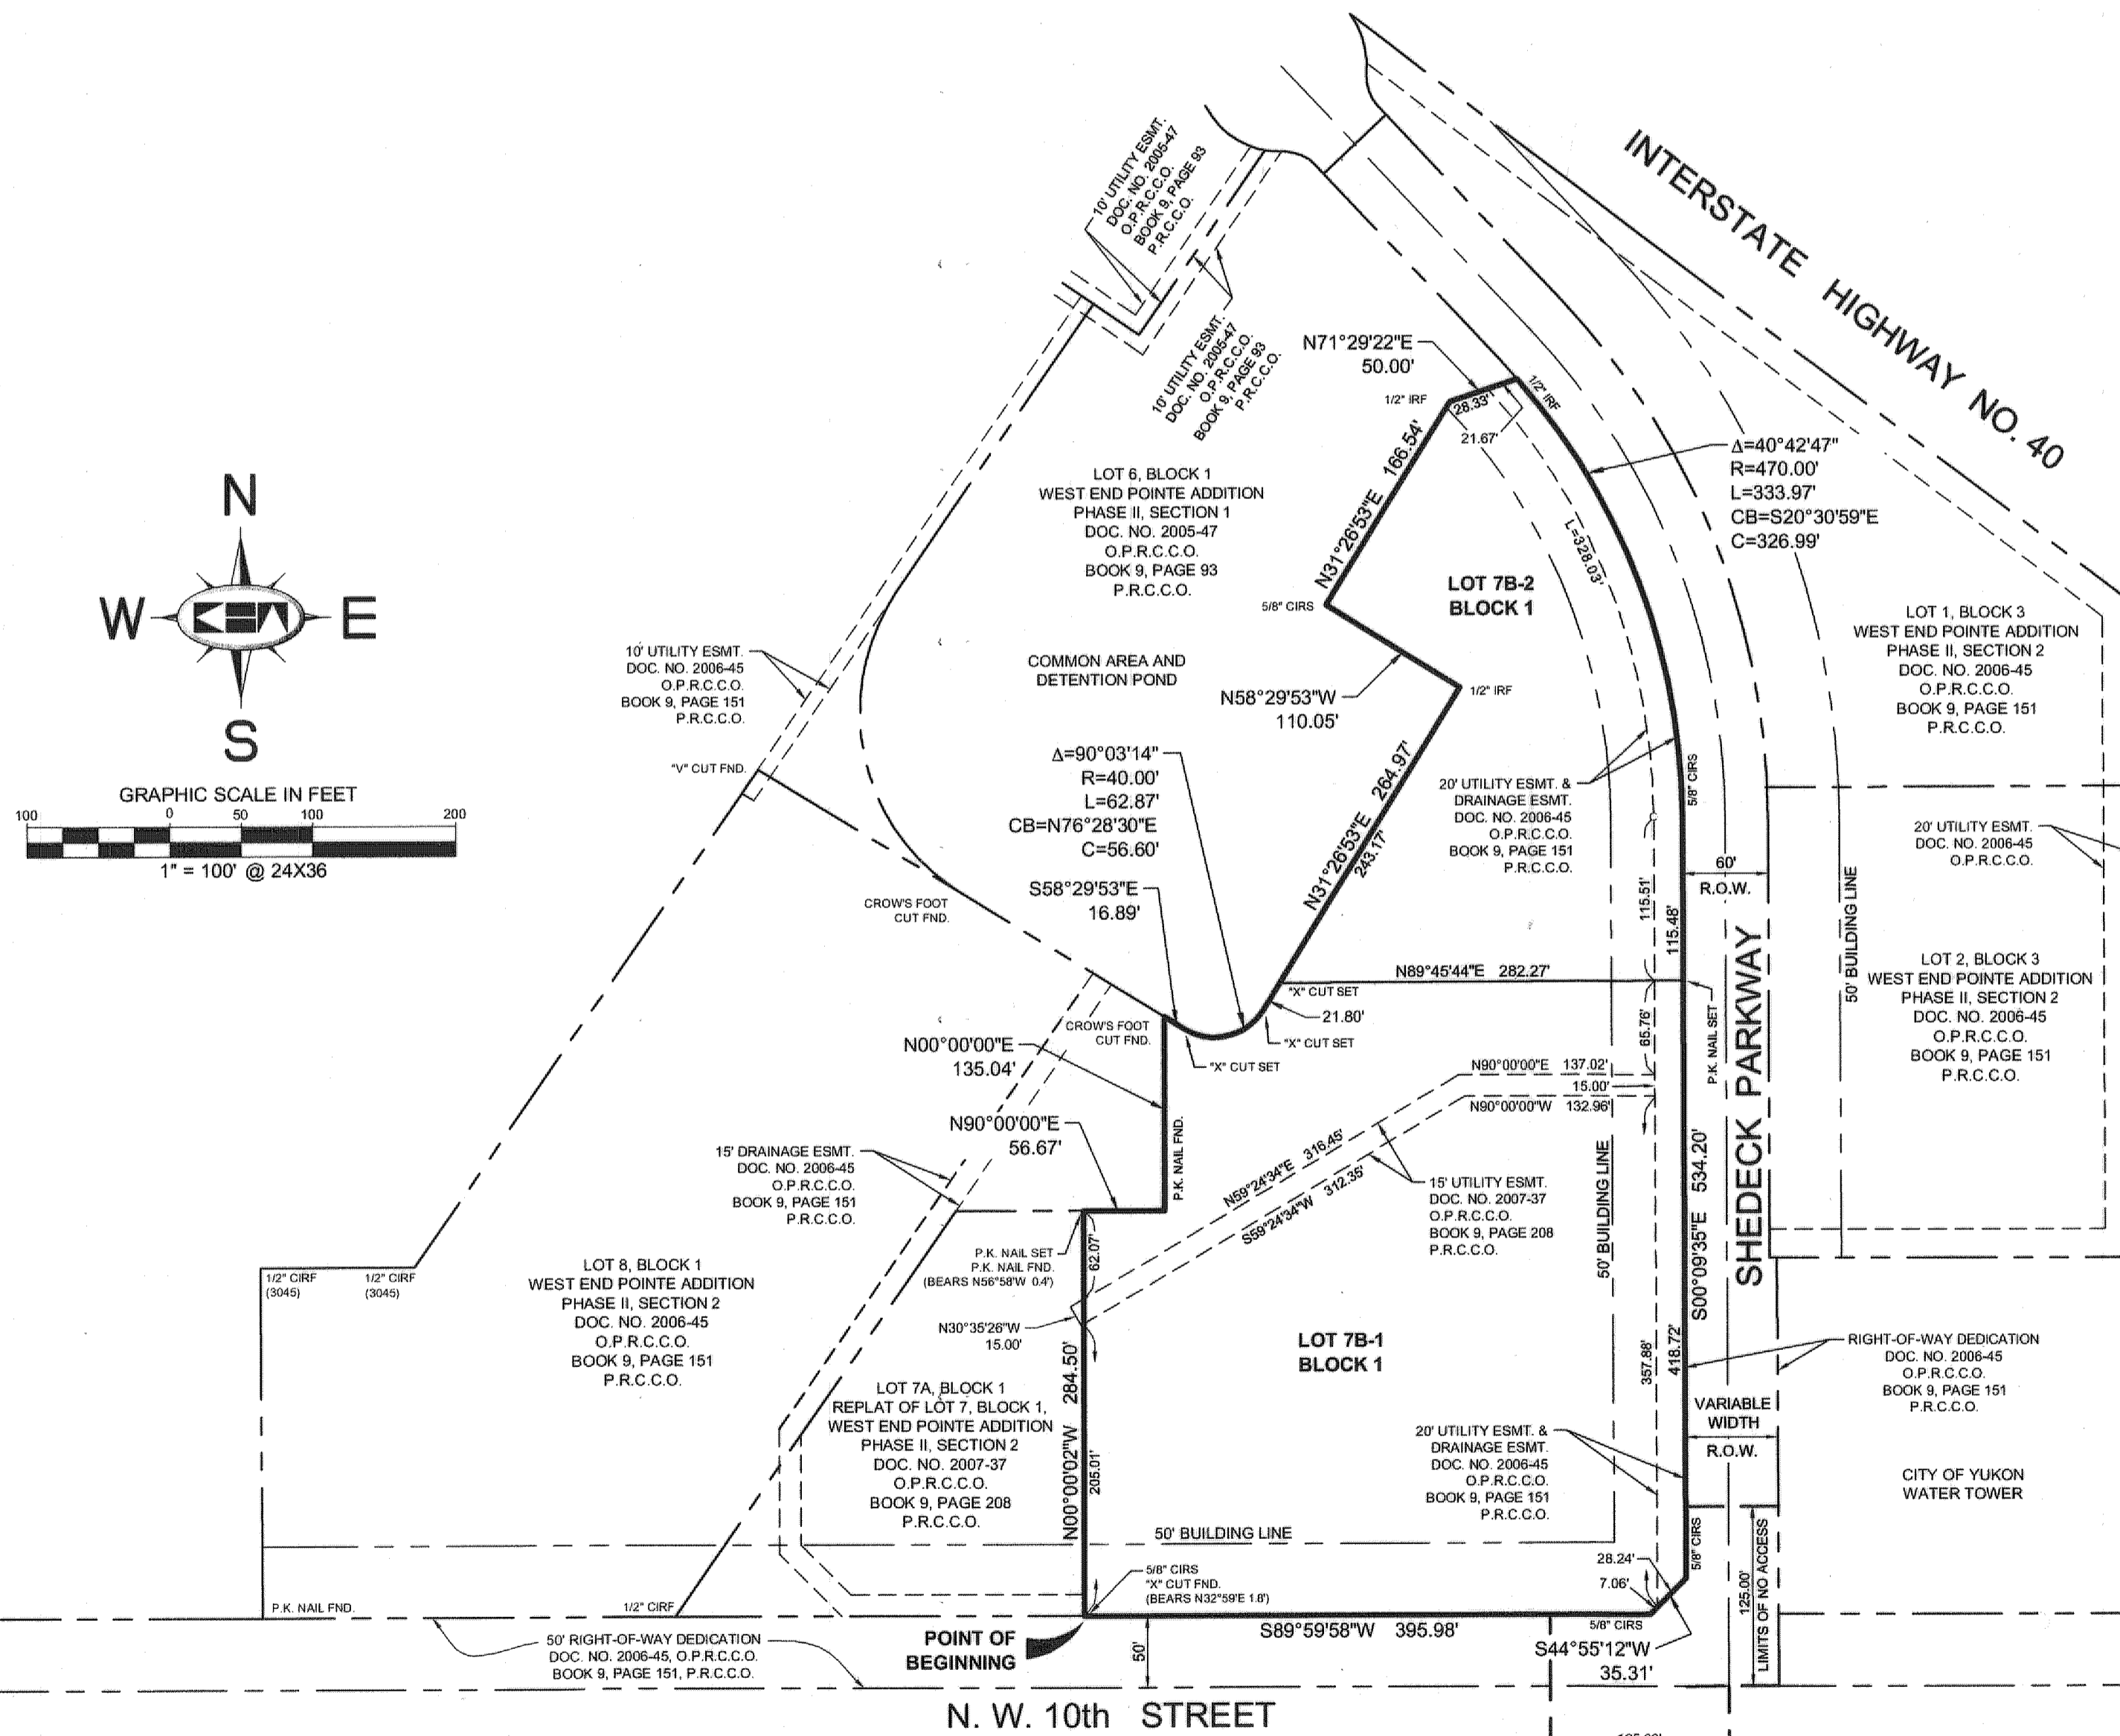 INTERSTATE HIGHWAY NO. 40
10' UTILITY ESMT.
DOC. NO. 2005-47
O.P.R.C.C.O.
BOOK 9, PAGE 93
P.R.C.C.O.
10' UTILITY ESMT.
DOC. NO. 2005-47
O.P.R.C.C.O.
BOOK 9, PAGE 93
P.R.C.C.O.
N71°29'22"E
50.00'
1/2" IRF
1/2" IRF
28.33'
21.67'
N31°26'53"E 166.54'
Δ=40°42'47"
R=470.00'
L=333.97'
CB=S20°30'59"E
C=326.99'
L=328.03'
LOT 6, BLOCK 1
WEST END POINTE ADDITION
PHASE II, SECTION 1
DOC. NO. 2005-47
O.P.R.C.C.O.
BOOK 9, PAGE 93
P.R.C.C.O.
LOT 7B-2
BLOCK 1
5/8" CIRS
N
W
E
S
GRAPHIC SCALE IN FEET
100 0 50 100 200
1" = 100' @ 24X36
10' UTILITY ESMT.
DOC. NO. 2006-45
O.P.R.C.C.O.
BOOK 9, PAGE 151
P.R.C.C.O.
"V" CUT FND.
COMMON AREA AND
DETENTION POND
N58°29'53"W
110.05'
1/2" IRF
LOT 1, BLOCK 3
WEST END POINTE ADDITION
PHASE II, SECTION 2
DOC. NO. 2006-45
O.P.R.C.C.O.
BOOK 9, PAGE 151
P.R.C.C.O.
Δ=90°03'14"
R=40.00'
L=62.87'
CB=N76°28'30"E
C=56.60'
S58°29'53"E
16.89'
N31°26'53"E 264.97'
243.17'
20' UTILITY ESMT. &
DRAINAGE ESMT.
DOC. NO. 2006-45
O.P.R.C.C.O.
BOOK 9, PAGE 151
P.R.C.C.O.
5/8" CIRS
20' UTILITY ESMT.
DOC. NO. 2006-45
O.P.R.C.C.O.
60'
R.O.W.
115.51'
115.48'
50' BUILDING LINE
CROW'S FOOT
CUT FND.
N89°45'44"E 282.27'
"X" CUT SET
21.80'
"X" CUT SET
"X" CUT SET
CROW'S FOOT
CUT FND.
65.76'
P.K. NAIL SET
SHEDECK PARKWAY
LOT 2, BLOCK 3
WEST END POINTE ADDITION
PHASE II, SECTION 2
DOC. NO. 2006-45
O.P.R.C.C.O.
BOOK 9, PAGE 151
P.R.C.C.O.
N00°00'00"E
135.04'
N90°00'00"E 137.02'
15.00'
N90°00'00"W 132.96'
N90°00'00"E
56.67'
P.K. NAIL FND.
15' DRAINAGE ESMT.
DOC. NO. 2006-45
O.P.R.C.C.O.
BOOK 9, PAGE 151
P.R.C.C.O.
N59°24'34"E 316.45'
S59°24'34"W 312.35'
15' UTILITY ESMT.
DOC. NO. 2007-37
O.P.R.C.C.O.
BOOK 9, PAGE 208
P.R.C.C.O.
50' BUILDING LINE
S00°09'35"E 534.20'
P.K. NAIL SET
P.K. NAIL FND.
(BEARS N56°58'W 0.4')
62.07'
N30°35'26"W
15.00'
1/2" CIRF
(3045)
1/2" CIRF
(3045)
LOT 8, BLOCK 1
WEST END POINTE ADDITION
PHASE II, SECTION 2
DOC. NO. 2006-45
O.P.R.C.C.O.
BOOK 9, PAGE 151
P.R.C.C.O.
LOT 7B-1
BLOCK 1
357.88'
418.72'
RIGHT-OF-WAY DEDICATION
DOC. NO. 2006-45
O.P.R.C.C.O.
BOOK 9, PAGE 151
P.R.C.C.O.
LOT 7A, BLOCK 1
REPLAT OF LOT 7, BLOCK 1,
WEST END POINTE ADDITION
PHASE II, SECTION 2
DOC. NO. 2007-37
O.P.R.C.C.O.
BOOK 9, PAGE 208
P.R.C.C.O.
N00°00'02"W 284.50'
205.01'
VARIABLE
WIDTH
R.O.W.
20' UTILITY ESMT. &
DRAINAGE ESMT.
DOC. NO. 2006-45
O.P.R.C.C.O.
BOOK 9, PAGE 151
P.R.C.C.O.
CITY OF YUKON
WATER TOWER
50' BUILDING LINE
5/8" CIRS
"X" CUT FND.
(BEARS N32°59'E 1.8')
28.24'
7.06'
5/8" CIRS
5/8" CIRS
125.00'
LIMITS OF NO ACCESS
P.K. NAIL FND.
1/2" CIRF
50' RIGHT-OF-WAY DEDICATION
DOC. NO. 2006-45, O.P.R.C.C.O.
BOOK 9, PAGE 151, P.R.C.C.O.
POINT OF
BEGINNING
50'
S89°59'58"W 395.98'
S44°55'12"W
35.31'
N. W. 10th STREET